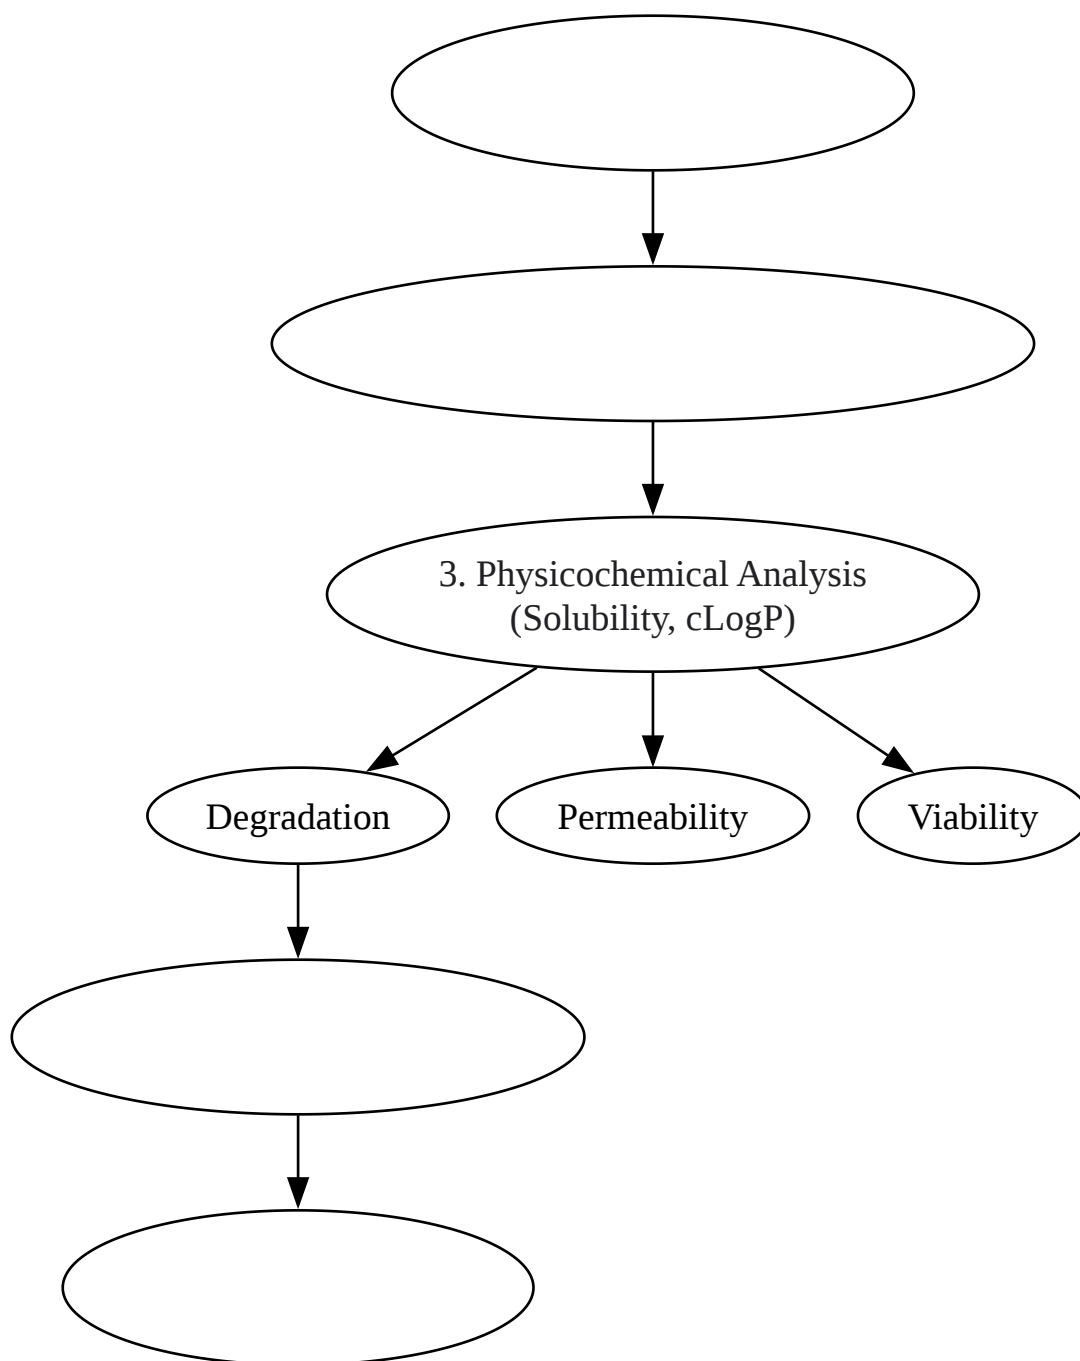 3. Physicochemical Analysis
(Solubility, cLogP)
Degradation
Permeability
Viability